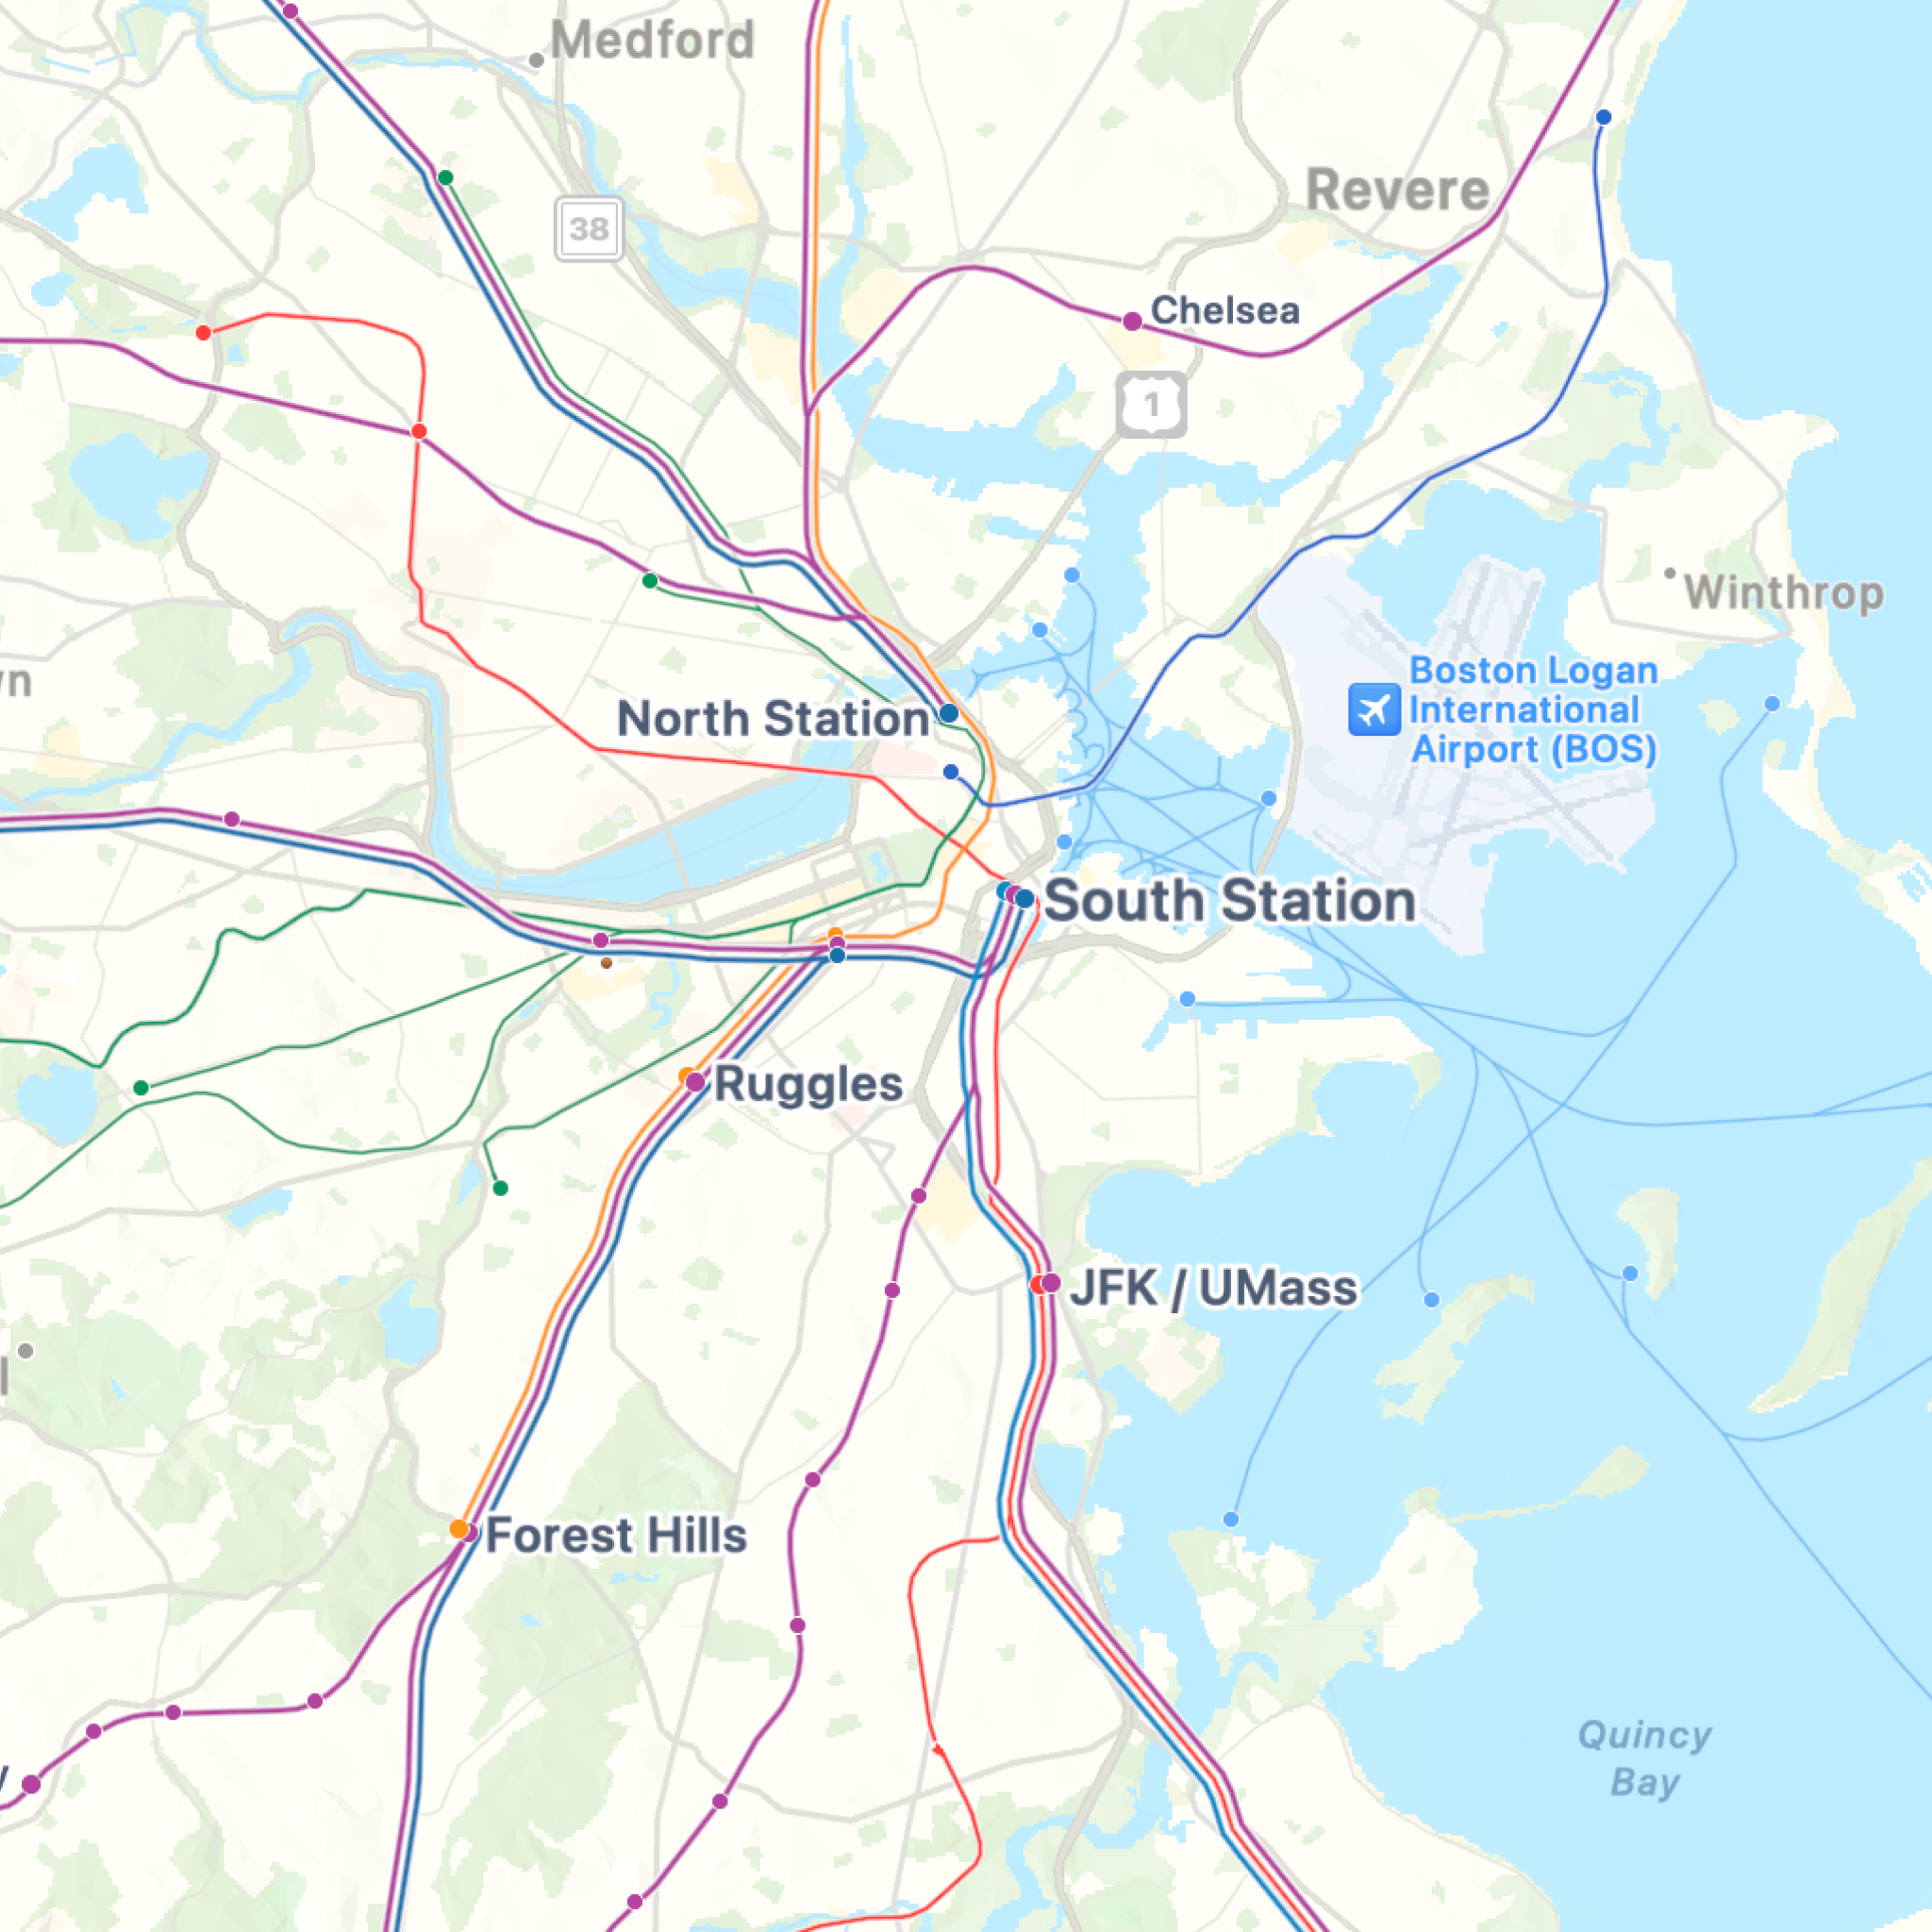 Medford
38
Revere
Chelsea
1
Winthrop
Boston Logan
International
Airport (BOS)
North Station
South Station
Ruggles
JFK / UMass
Forest Hills
Quincy
Bay